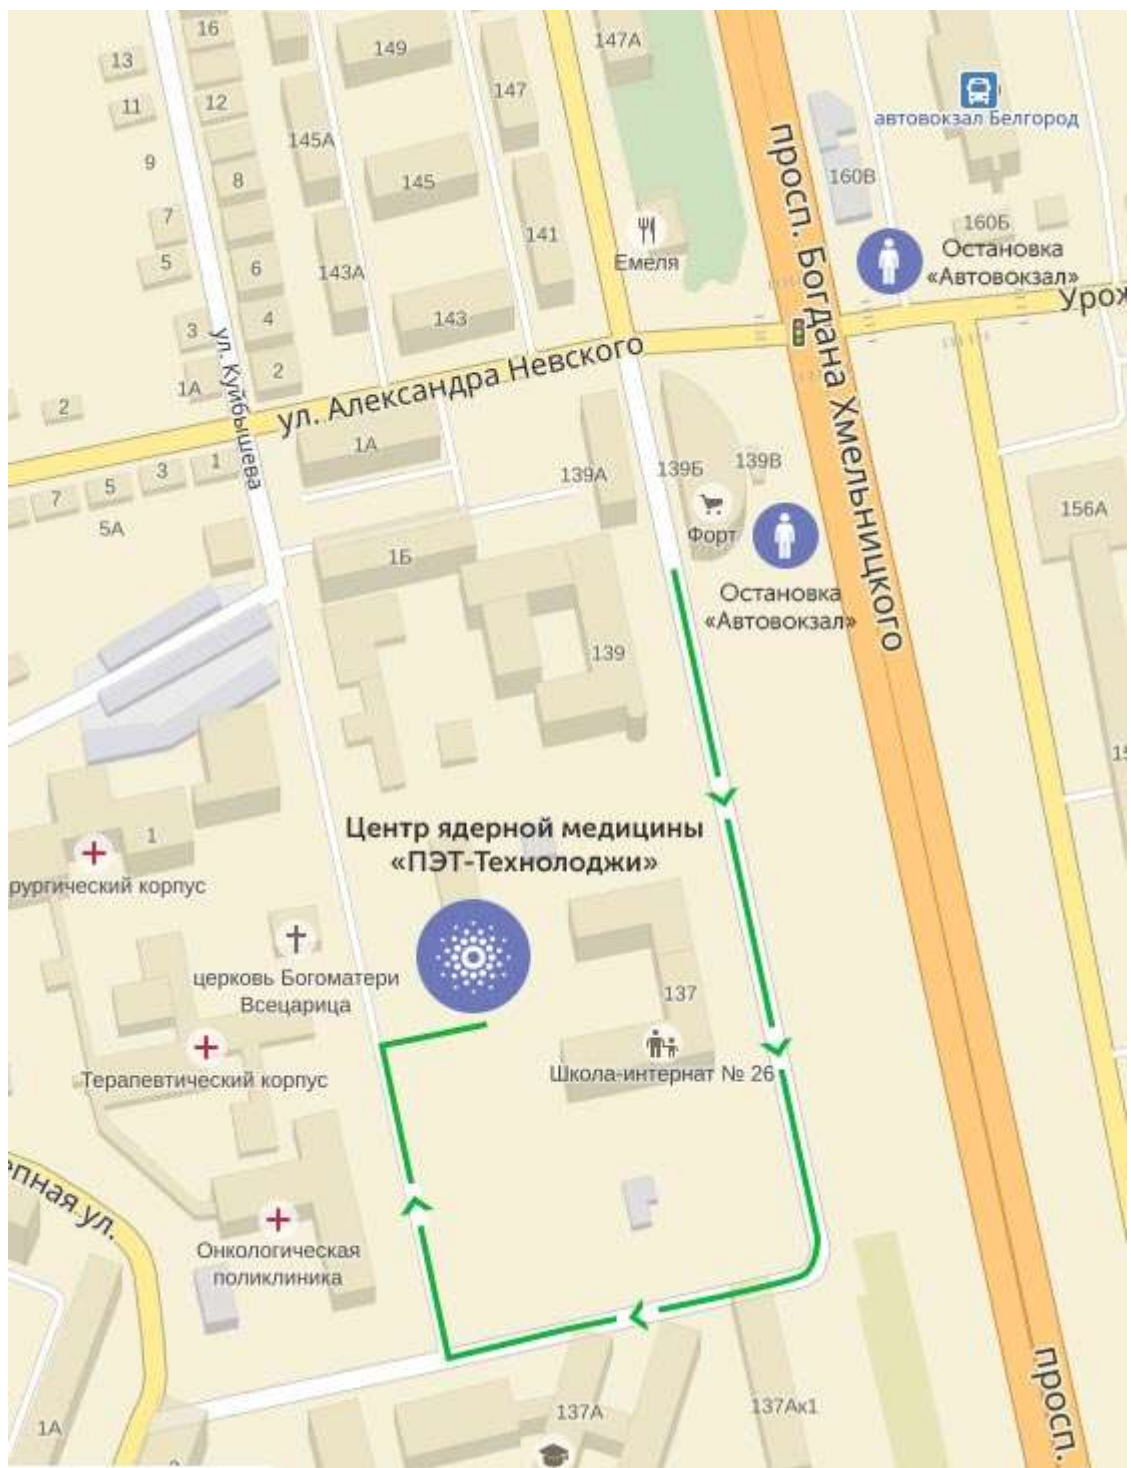 16
13
149
147А
11
12
147
автовокзал Белгород
145А
9
8
145
160В
7
141
160Б
Остановка
«Автовокзал»
5
6
143А
Емеля
3
4
143
просп. Богдана Хмельницкого
ул. Куйбышева
1А
2
2
ул. Александра Невского
1А
139А
139Б
139В
7
5
3
1
5А
Форт
156А
1Б
Остановка
«Автовокзал»
139
Центр ядерной медицины
«ПЭТ-Технолоджи»
1
рургический корпус
церковь Богоматери
Всецарица
137
Терапевтический корпус
Школа-интернат № 26
Онкологическая
поликлиника
1А
137А
137Ак1
просп.